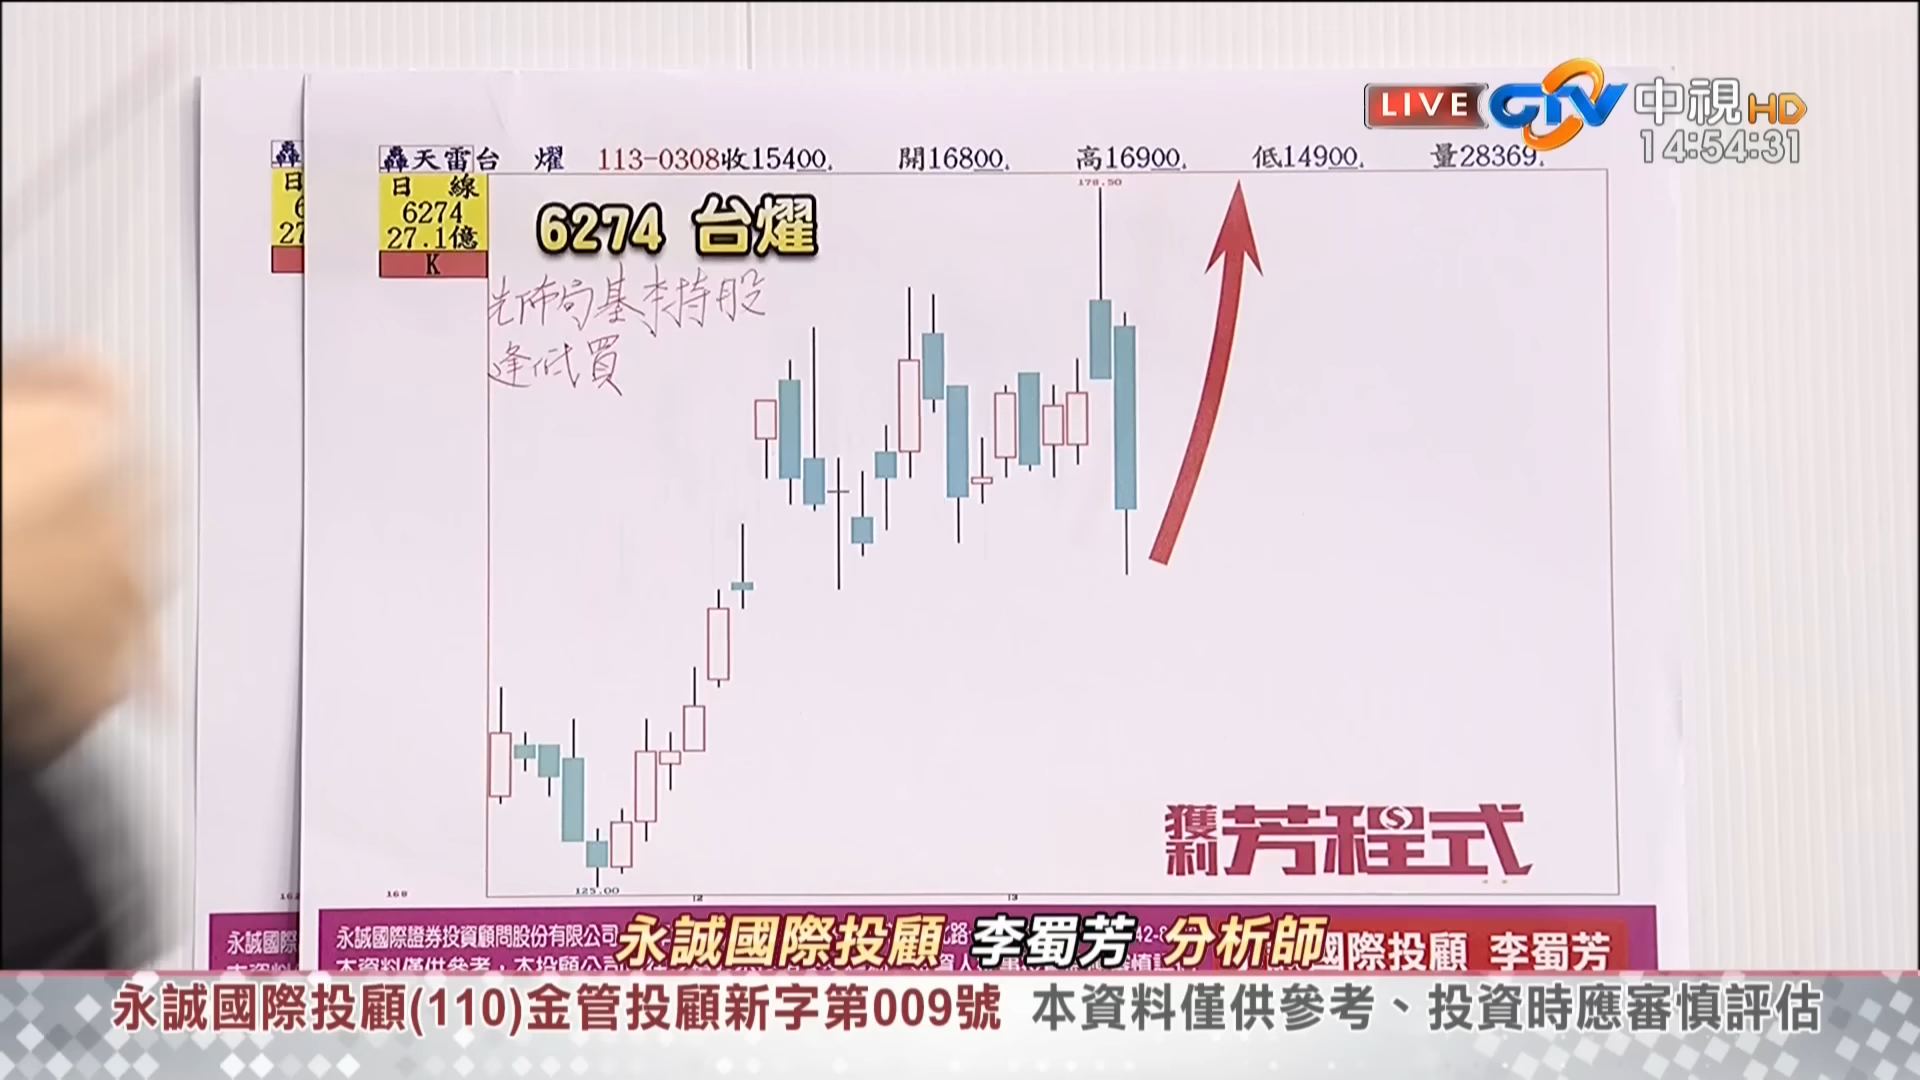 LIVE CTV 中視HD
14:54:31
轟天雷台 燿 113-0308收15400. 開16800. 高16900. 低14900. 量28369.
日 線
6274
27.1億
K
6274 台燿
178.50
先佈局基本持股
逢低買
125.00
168
12
13
獲利芳程式
永誠國際證券投資顧問股份有限公司
永誠國際投顧 李蜀芳 分析師
國際投顧 李蜀芳
永誠國際投顧(110)金管投顧新字第009號 本資料僅供參考、投資時應審慎評估